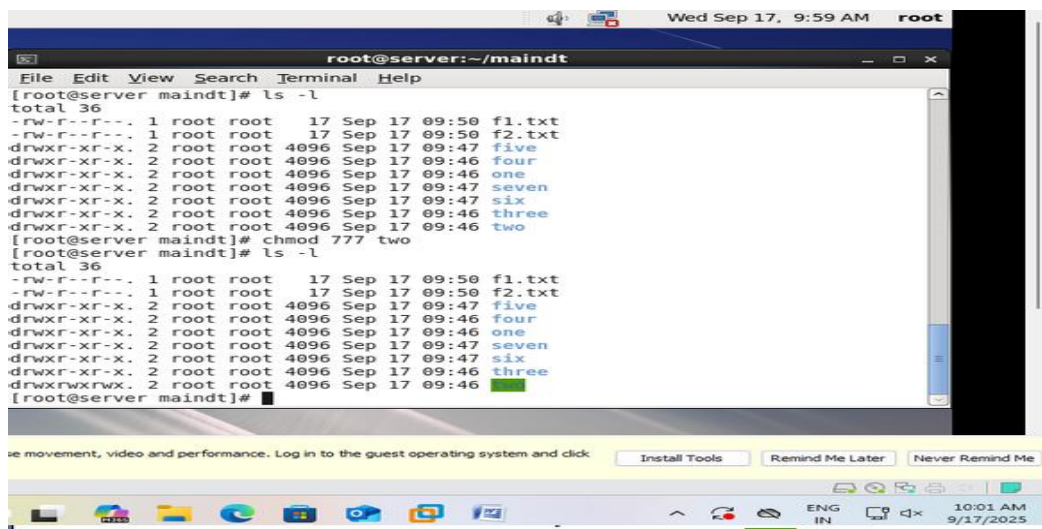 Wed Sep 17, 9:59 AM root
root@server:~/maindt
File Edit View Search Terminal Help
[root@server maindt]# ls -l
total 36
-rw-r--r--. 1 root root 17 Sep 17 09:50 f1.txt
-rw-r--r--. 1 root root 17 Sep 17 09:50 f2.txt
drwxr-xr-x. 2 root root 4096 Sep 17 09:47 five
drwxr-xr-x. 2 root root 4096 Sep 17 09:46 four
drwxr-xr-x. 2 root root 4096 Sep 17 09:46 one
drwxr-xr-x. 2 root root 4096 Sep 17 09:47 seven
drwxr-xr-x. 2 root root 4096 Sep 17 09:47 six
drwxr-xr-x. 2 root root 4096 Sep 17 09:46 three
drwxr-xr-x. 2 root root 4096 Sep 17 09:46 two
[root@server maindt]# chmod 777 two
[root@server maindt]# ls -l
total 36
-rw-r--r--. 1 root root 17 Sep 17 09:50 f1.txt
-rw-r--r--. 1 root root 17 Sep 17 09:50 f2.txt
drwxr-xr-x. 2 root root 4096 Sep 17 09:47 five
drwxr-xr-x. 2 root root 4096 Sep 17 09:46 four
drwxr-xr-x. 2 root root 4096 Sep 17 09:46 one
drwxr-xr-x. 2 root root 4096 Sep 17 09:47 seven
drwxr-xr-x. 2 root root 4096 Sep 17 09:47 six
drwxr-xr-x. 2 root root 4096 Sep 17 09:46 three
drwxrwxrwx. 2 root root 4096 Sep 17 09:46 two
[root@server maindt]#
se movement, video and performance. Log in to the guest operating system and click Install Tools Remind Me Later Never Remind Me
M365 ENG 10:01 AM
IN 9/17/2025